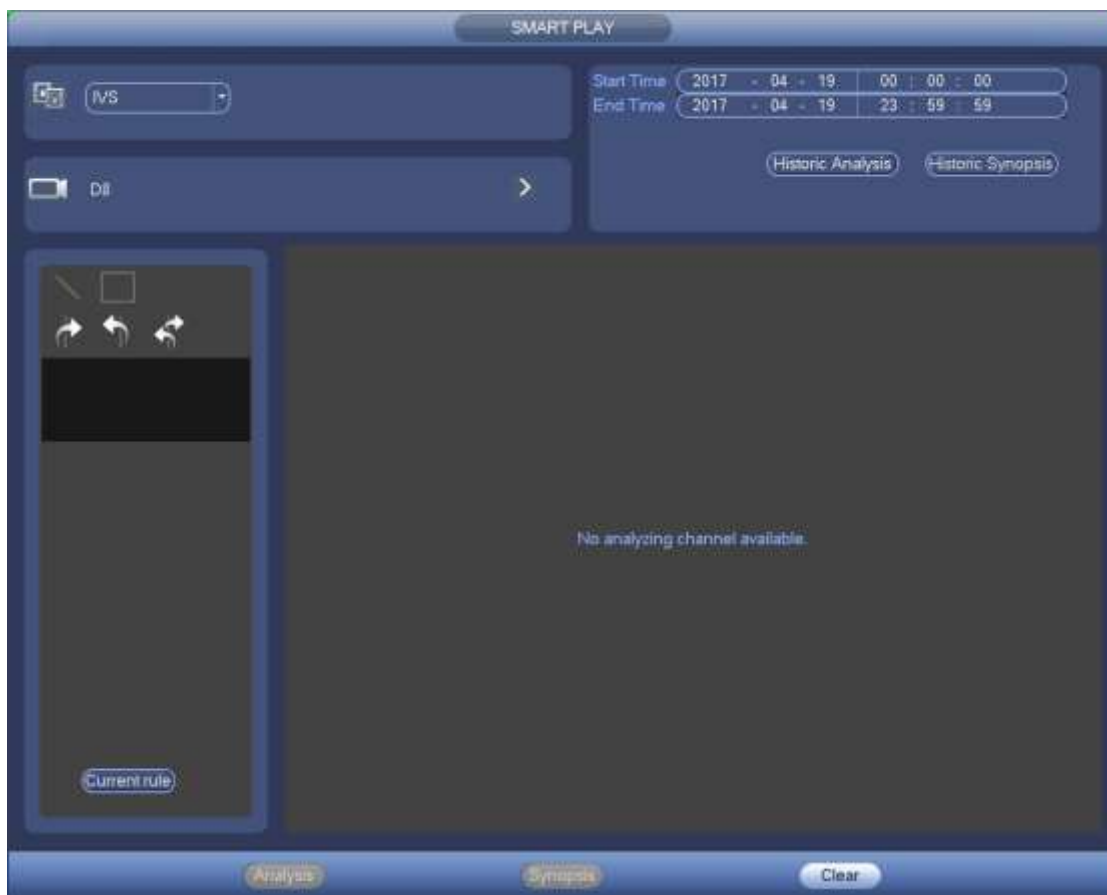 SMART PLAY
IVS
Start Time 2017 - 04 - 19 00 : 00 : 00
End Time 2017 - 04 - 19 23 : 59 : 59
Historic Analysis Historic Synopsis
No analyzing channel available.
Current rule
Analysis Synopsis Clear